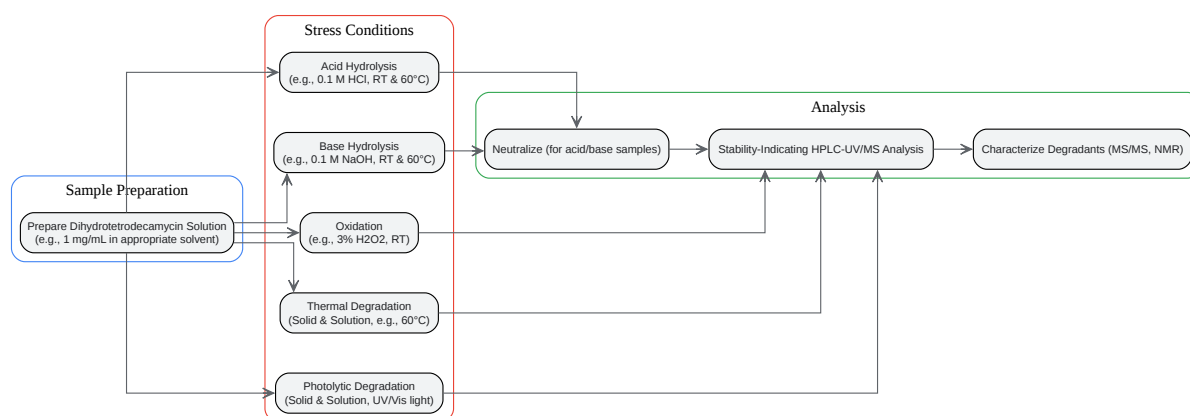 Sample Preparation
Prepare Dihydrotetrodecamycin Solution
(e.g., 1 mg/mL in appropriate solvent)
Stress Conditions
Acid Hydrolysis
(e.g., 0.1 M HCl, RT & 60°C)
Base Hydrolysis
(e.g., 0.1 M NaOH, RT & 60°C)
Oxidation
(e.g., 3% H2O2, RT)
Thermal Degradation
(Solid & Solution, e.g., 60°C)
Photolytic Degradation
(Solid & Solution, UV/Vis light)
Analysis
Neutralize (for acid/base samples)
Stability-Indicating HPLC-UV/MS Analysis
Characterize Degradants (MS/MS, NMR)